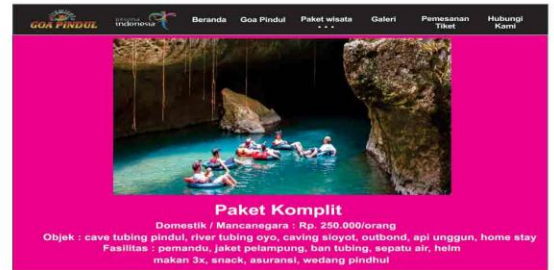 GOA PINDUL
pesona indonesia
Beranda
Goa Pindul
Paket wisata
Galeri
Pemesanan Tiket
Hubungi Kami
Paket Komplit
Domestik / Mancanegara : Rp. 250.000/orang
Objek : cave tubing pindul, river tubing oyo, caving sioyot, outbond, api unggun, home stay
Fasilitas : pemandu, jaket pelampung, ban tubing, sepatu air, helm
makan 3x, snack, asuransi, wedang pindhul